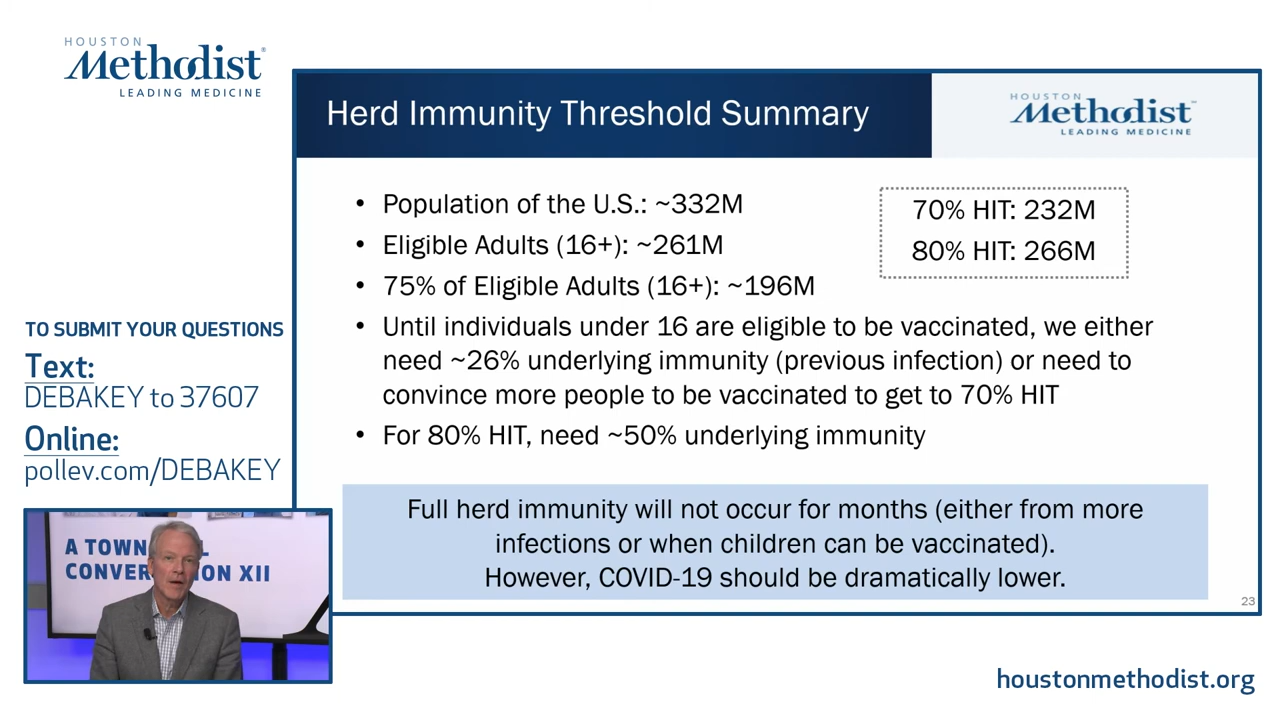 HOUSTON
Methodist
LEADING MEDICINE
Herd Immunity Threshold Summary
HOUSTON
Methodist
LEADING MEDICINE
• Population of the U.S.: ~332M
• Eligible Adults (16+): ~261M
• 75% of Eligible Adults (16+): ~196M
70% HIT: 232M
80% HIT: 266M
• Until individuals under 16 are eligible to be vaccinated, we either
need ~26% underlying immunity (previous infection) or need to
convince more people to be vaccinated to get to 70% HIT
• For 80% HIT, need ~50% underlying immunity
Full herd immunity will not occur for months (either from more
infections or when children can be vaccinated).
However, COVID-19 should be dramatically lower.
23
TO SUBMIT YOUR QUESTIONS
Text:
DEBAKEY to 37607
Online:
pollev.com/DEBAKEY
A TOWN L
CONVER ON XII
houstonmethodist.org